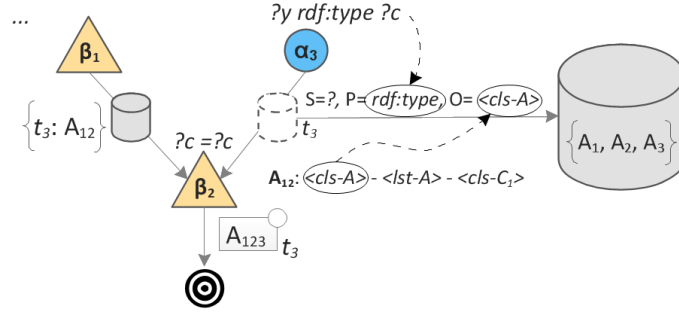 ...
?y rdf:type ?c
β₁
α₃
S=?, P= rdf:type, O= <cls-A>
{t₃: A₁₂}
t₃
?c =?c
{A₁, A₂, A₃}
β₂
A₁₂: <cls-A> - <lst-A> - <cls-C₁>
A₁₂₃ t₃